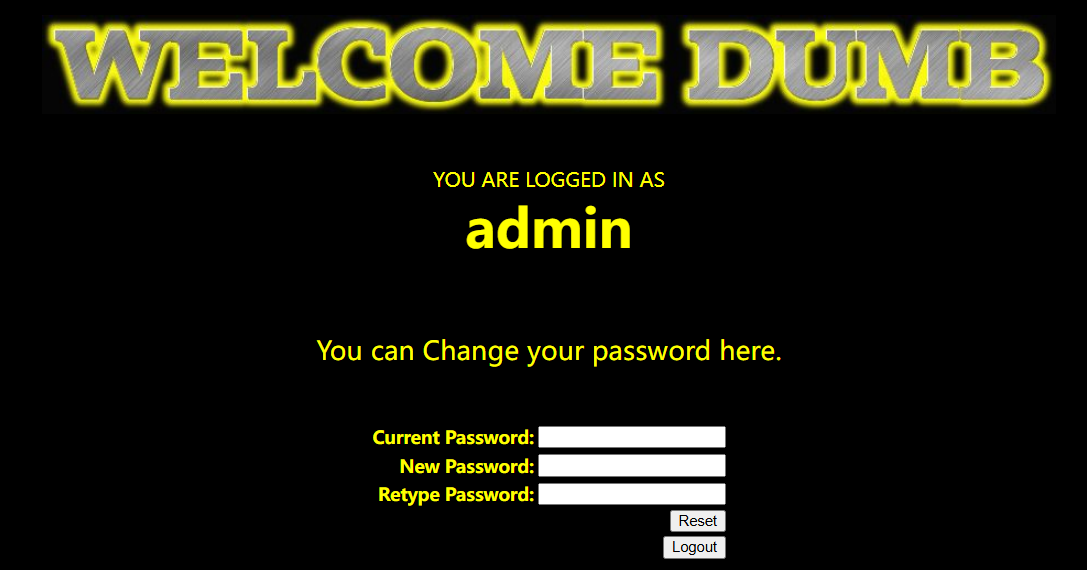 WELCOME DUMB
YOU ARE LOGGED IN AS
admin
You can Change your password here.
Current Password:
New Password:
Retype Password:
Reset
Logout